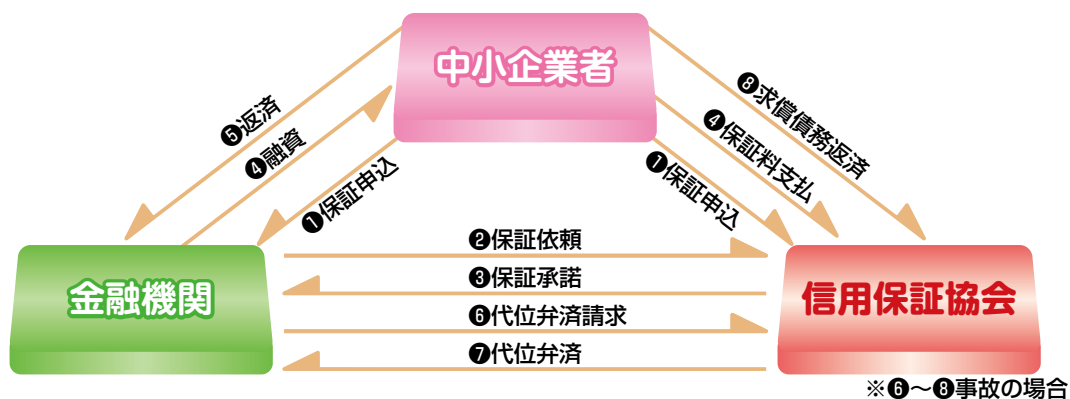 中小企業者
❺返済
❹融資
❶保証申込
❽求償債務返済
❹保証料支払
❶保証申込
❷保証依頼
❸保証承諾
❻代位弁済請求
❼代位弁済
金融機関
信用保証協会
※❻～❽事故の場合